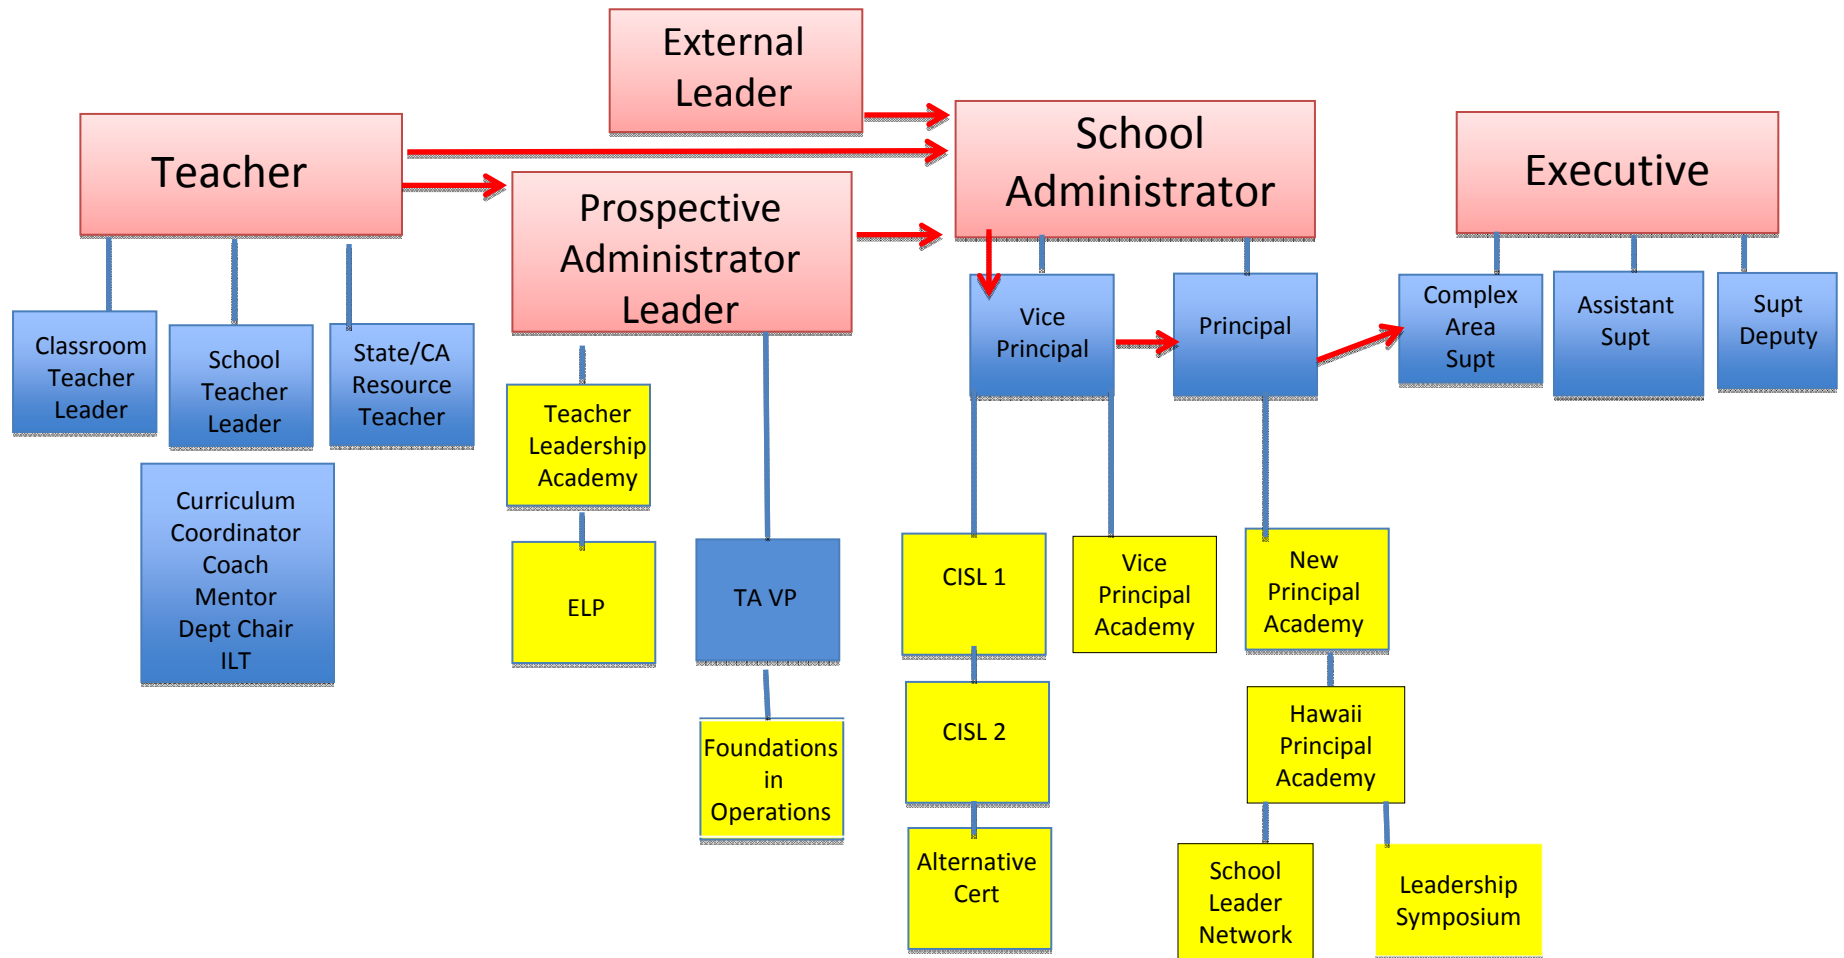 External
Leader
Teacher
Prospective
Administrator
Leader
School
Administrator
Executive
Classroom
Teacher
Leader
School
Teacher
Leader
State/CA
Resource
Teacher
Curriculum
Coordinator
Coach
Mentor
Dept Chair
ILT
Teacher
Leadership
Academy
ELP
TA VP
Foundations
in
Operations
Vice
Principal
Principal
Complex
Area
Supt
Assistant
Supt
Supt
Deputy
CISL 1
CISL 2
Alternative
Cert
Vice
Principal
Academy
New
Principal
Academy
Hawaii
Principal
Academy
School
Leader
Network
Leadership
Symposium